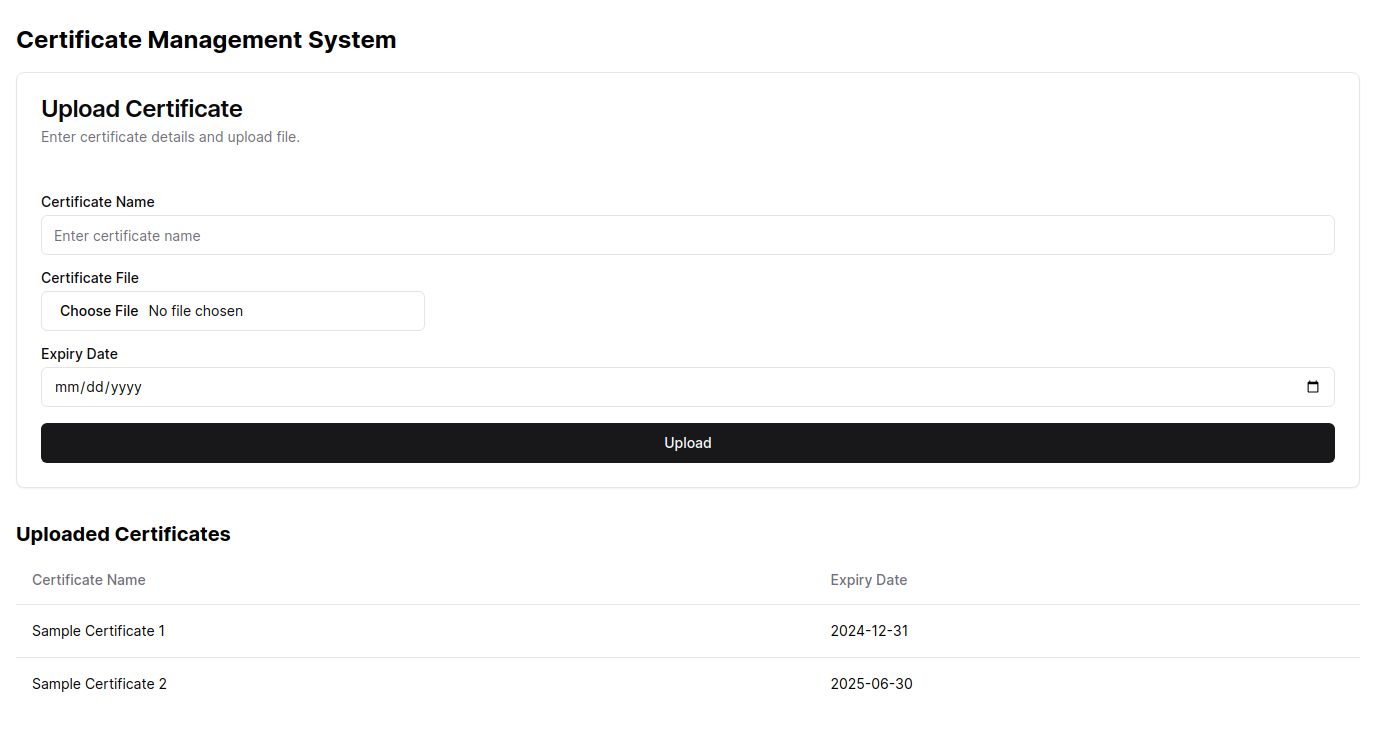 Certificate Management System
Upload Certificate
Enter certificate details and upload file.
Certificate Name
Enter certificate name
Certificate File
Choose File No file chosen
Expiry Date
mm/dd/yyyy
Upload
Uploaded Certificates
Certificate Name Expiry Date
Sample Certificate 1 2024-12-31
Sample Certificate 2 2025-06-30